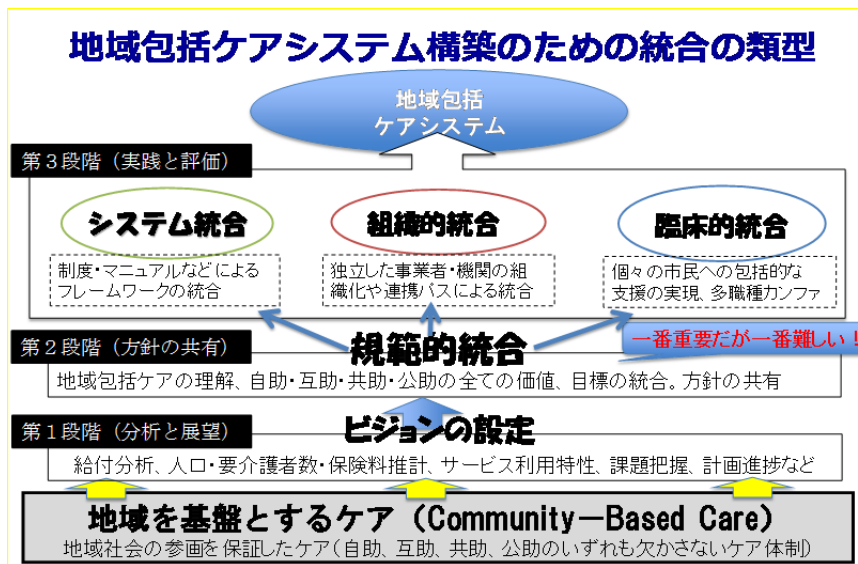 地域包括ケアシステム構築のための統合の類型
地域包括
ケアシステム
第3段階（実践と評価）
システム統合
組織的統合
臨床的統合
制度・マニュアルなどによる
フレームワークの統合
独立した事業者・機関の組
織化や連携パスによる統合
個々の市民への包括的な
支援の実現、多職種カンファ
第2段階（方針の共有）
規範的統合
一番重要だが一番難しい！
地域包括ケアの理解、自助・互助・共助・公助の全ての価値、目標の統合。方針の共有
第1段階（分析と展望）
ビジョンの設定
給付分析、人口・要介護者数・保険料推計、サービス利用特性、課題把握、計画進捗など
地域を基盤とするケア（Community－Based Care）
地域社会の参画を保証したケア（自助、互助、共助、公助のいずれも欠かさないケア体制）